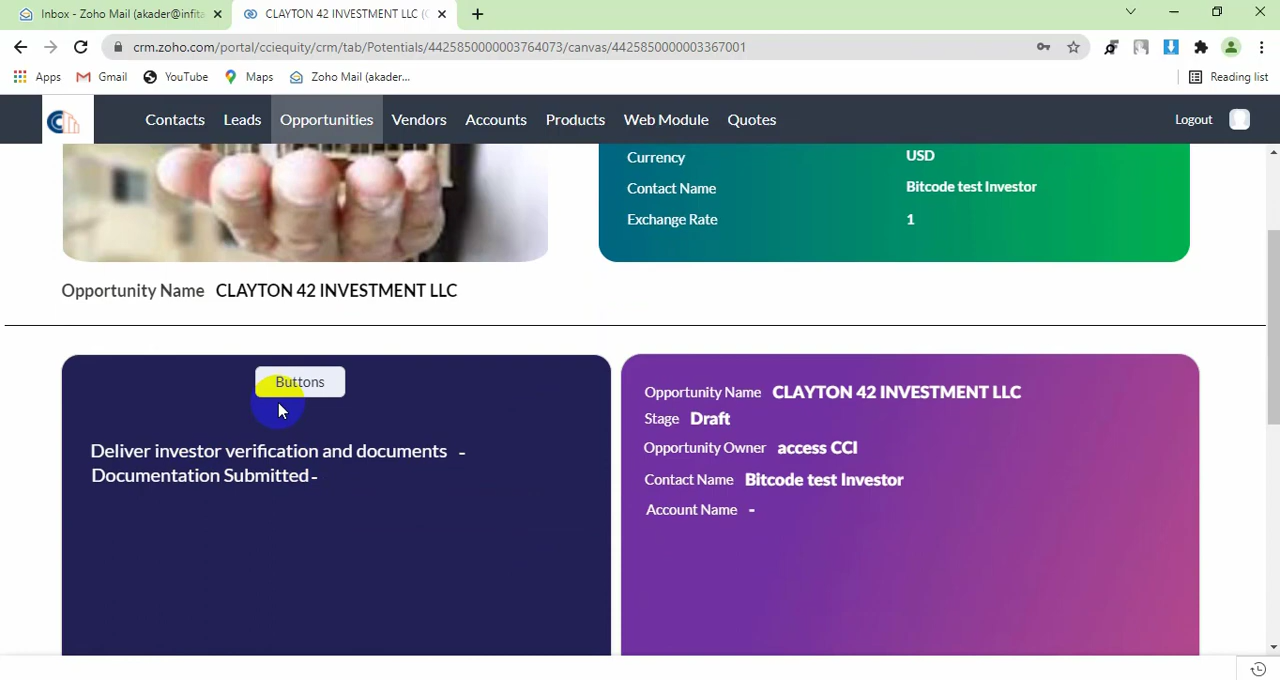 Inbox - Zoho Mail (akader@infita
CLAYTON 42 INVESTMENT LLC (C
crm.zoho.com/portal/cciequity/crm/tab/Potentials/4425850000003764073/canvas/4425850000003367001
Apps Gmail YouTube Maps Zoho Mail (akader... Reading list
Contacts Leads Opportunities Vendors Accounts Products Web Module Quotes Logout
Currency USD
Contact Name Bitcode test Investor
Exchange Rate 1
Opportunity Name CLAYTON 42 INVESTMENT LLC
Buttons
Deliver investor verification and documents -
Documentation Submitted -
Opportunity Name CLAYTON 42 INVESTMENT LLC
Stage Draft
Opportunity Owner access CCI
Contact Name Bitcode test Investor
Account Name -